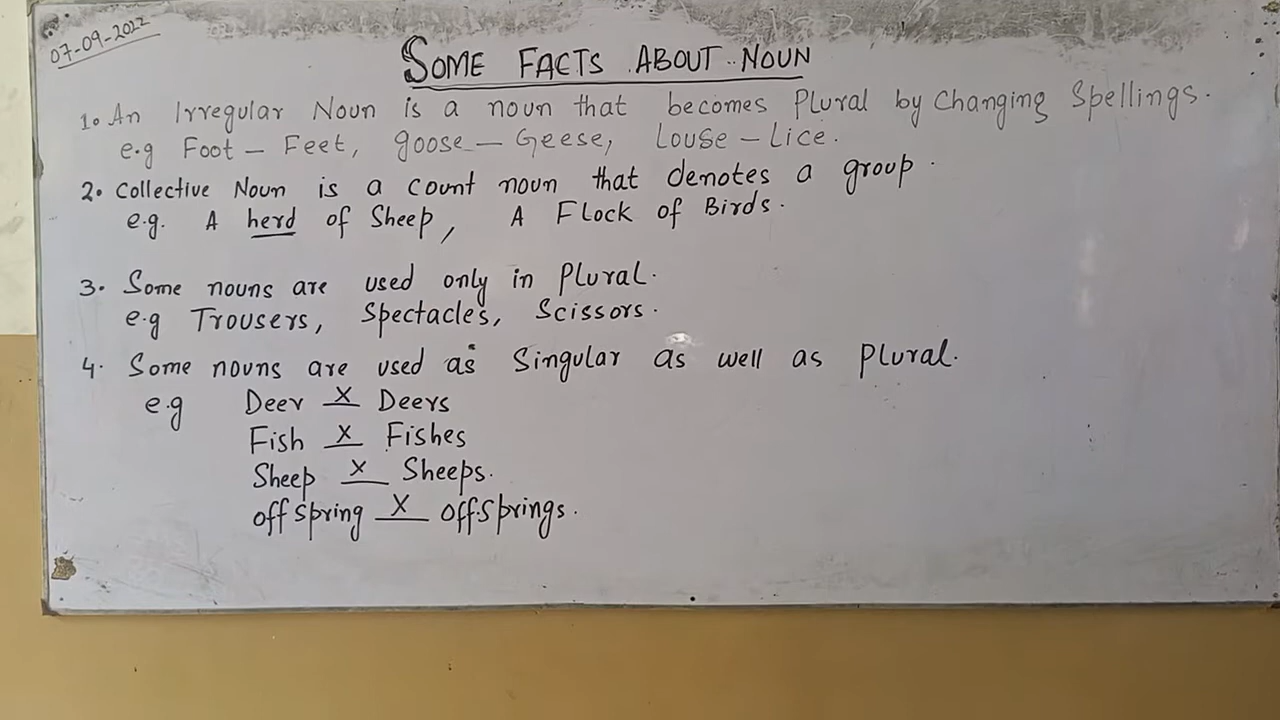 07-09-2022
SOME FACTS ABOUT NOUN
1. An Irregular Noun is a noun that becomes Plural by Changing Spellings.
e.g Foot - Feet, goose - Geese, Louse - Lice.
2. Collective Noun is a count noun that denotes a group.
e.g. A herd of Sheep, A Flock of Birds.
3. Some nouns are used only in Plural.
e.g Trousers, Spectacles, Scissors.
4. Some nouns are used as Singular as well as Plural.
e.g Deer X Deers
Fish X Fishes
Sheep X Sheeps.
offspring X offsprings.